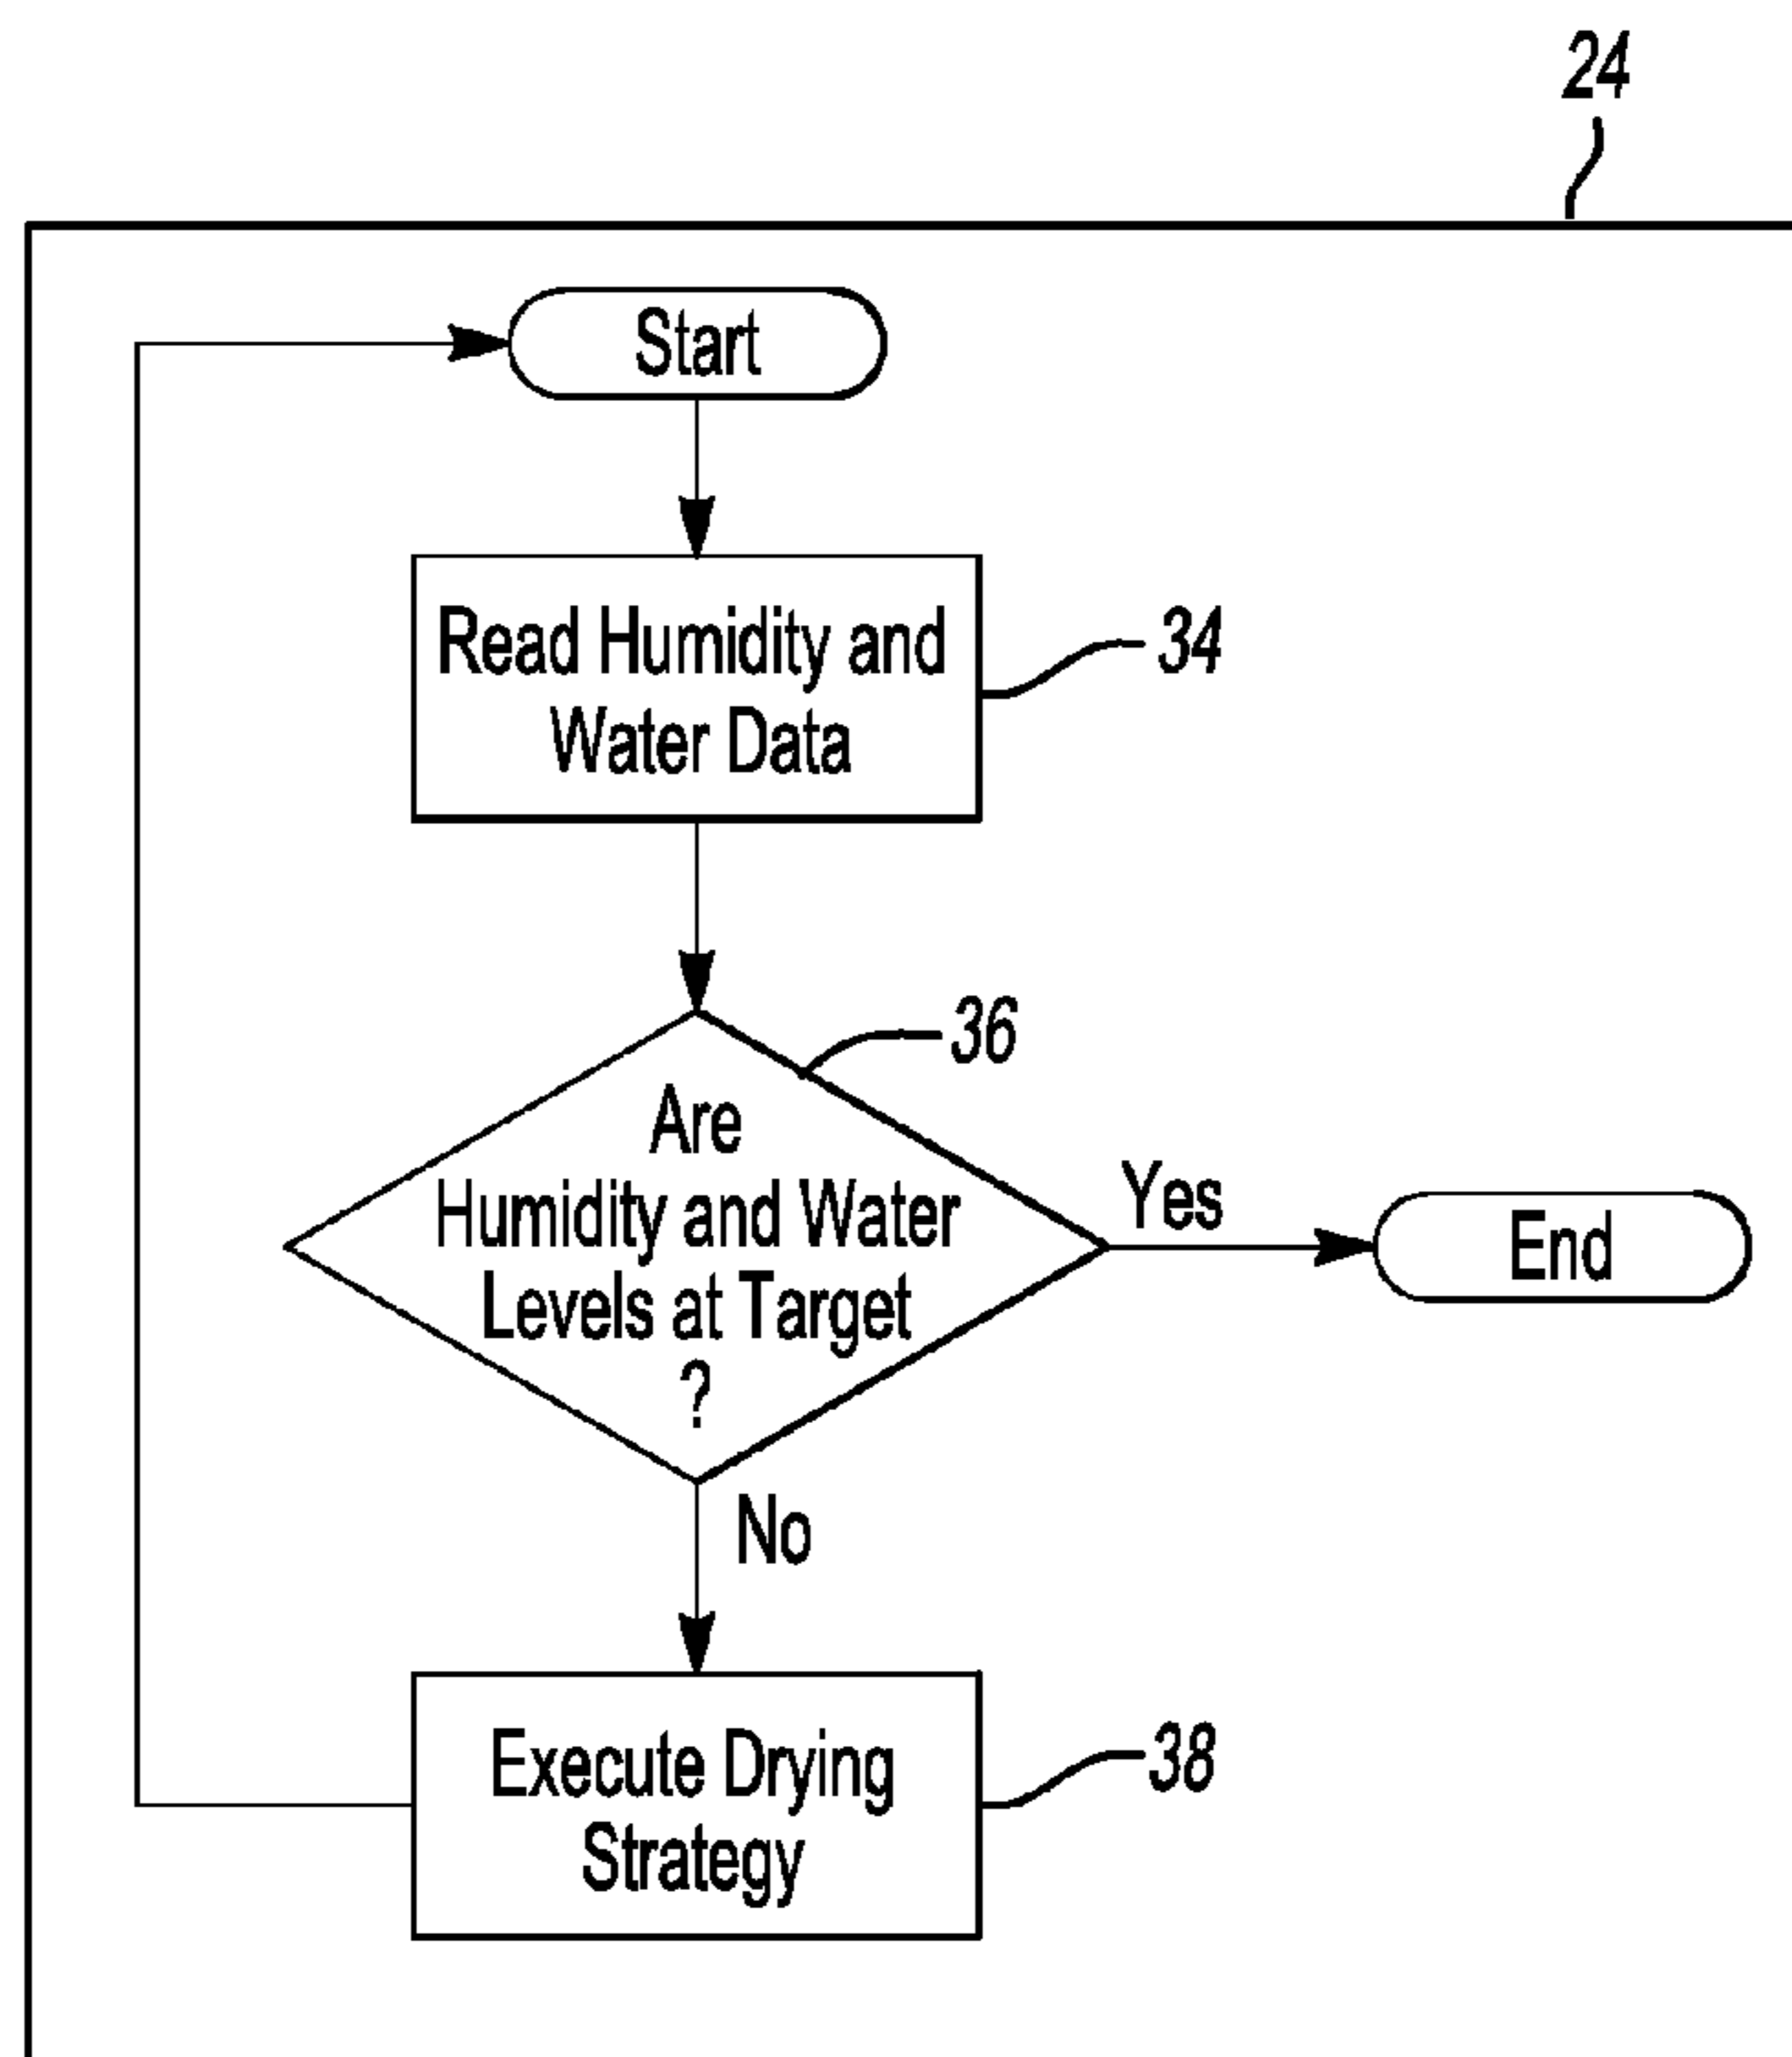 24
Start
Read Humidity and
Water Data
34
36
Are
Humidity and Water
Levels at Target
?
Yes
End
No
Execute Drying
Strategy
38